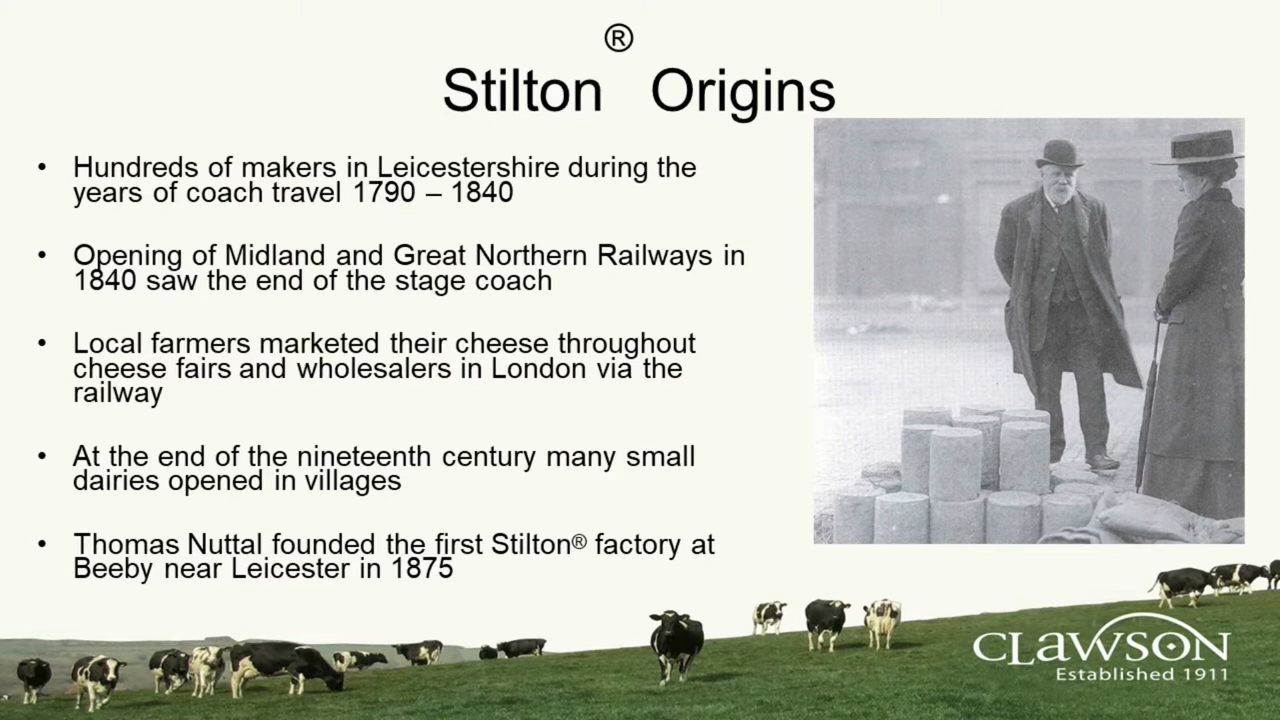 ®
Stilton Origins
• Hundreds of makers in Leicestershire during the
years of coach travel 1790 – 1840
• Opening of Midland and Great Northern Railways in
1840 saw the end of the stage coach
• Local farmers marketed their cheese throughout
cheese fairs and wholesalers in London via the
railway
• At the end of the nineteenth century many small
dairies opened in villages
• Thomas Nuttal founded the first Stilton® factory at
Beeby near Leicester in 1875
CLAWSON
Established 1911